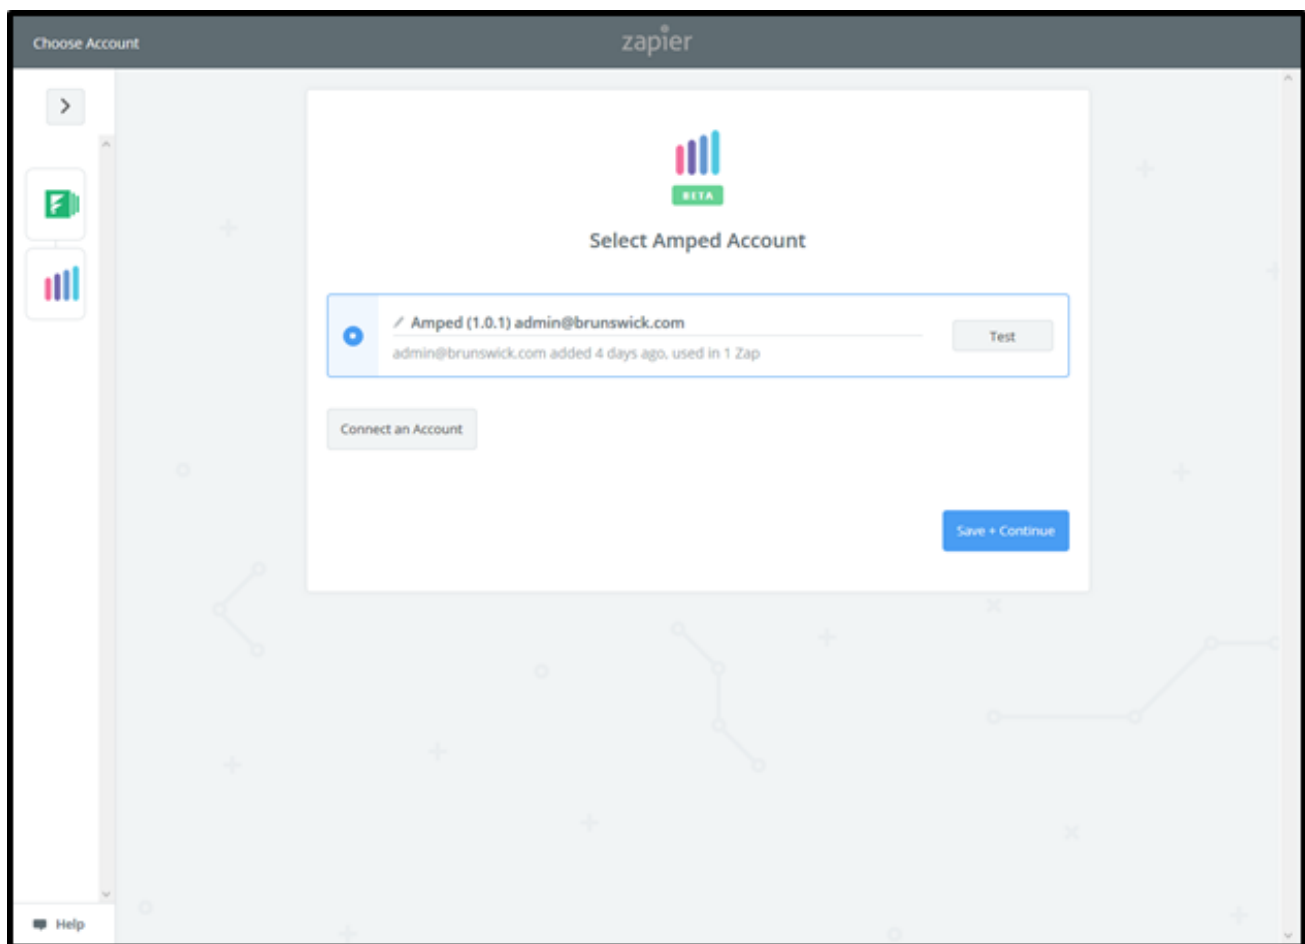 Choose Account
zapier
BETA
Select Amped Account
Amped (1.0.1) admin@brunswick.com
admin@brunswick.com added 4 days ago, used in 1 Zap
Test
Connect an Account
Save + Continue
Help